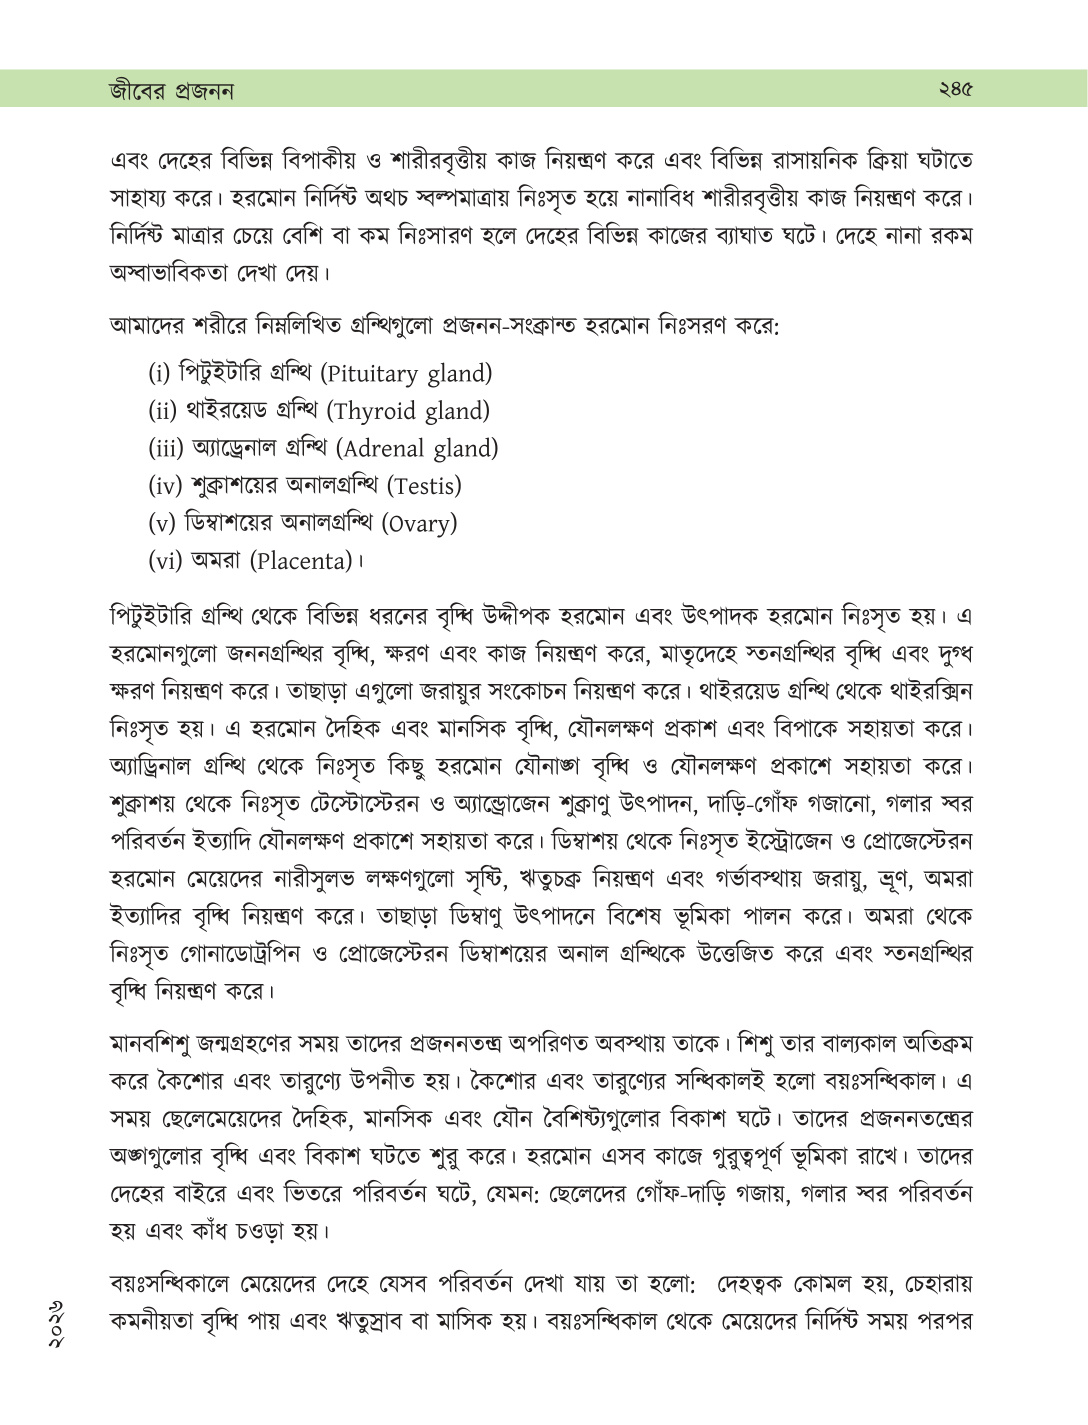 জীবের প্রজনন
২৪৫
এবং দেহের বিভিন্ন বিপাকীয় ও শারীরবৃত্তীয় কাজ নিয়ন্ত্রণ করে এবং বিভিন্ন রাসায়নিক ক্রিয়া ঘটাতে
সাহায্য করে। হরমোন নির্দিষ্ট অথচ স্বল্পমাত্রায় নিঃসৃত হয়ে নানাবিধ শারীরবৃত্তীয় কাজ নিয়ন্ত্রণ করে।
নির্দিষ্ট মাত্রার চেয়ে বেশি বা কম নিঃসারণ হলে দেহের বিভিন্ন কাজের ব্যাঘাত ঘটে। দেহে নানা রকম
অস্বাভাবিকতা দেখা দেয়।
আমাদের শরীরে নিম্নলিখিত গ্রন্থিগুলো প্রজনন-সংক্রান্ত হরমোন নিঃসরণ করে:
(i) পিটুইটারি গ্রন্থি (Pituitary gland)
(ii) থাইরয়েড গ্রন্থি (Thyroid gland)
(iii) অ্যাড্রেনাল গ্রন্থি (Adrenal gland)
(iv) শুক্রাশয়ের অনালগ্রন্থি (Testis)
(v) ডিম্বাশয়ের অনালগ্রন্থি (Ovary)
(vi) অমরা (Placenta)।
পিটুইটারি গ্রন্থি থেকে বিভিন্ন ধরনের বৃদ্ধি উদ্দীপক হরমোন এবং উৎপাদক হরমোন নিঃসৃত হয়। এ
হরমোনগুলো জননগ্রন্থির বৃদ্ধি, ক্ষরণ এবং কাজ নিয়ন্ত্রণ করে, মাতৃদেহে স্তনগ্রন্থির বৃদ্ধি এবং দুগ্ধ
ক্ষরণ নিয়ন্ত্রণ করে। তাছাড়া এগুলো জরায়ুর সংকোচন নিয়ন্ত্রণ করে। থাইরয়েড গ্রন্থি থেকে থাইরক্সিন
নিঃসৃত হয়। এ হরমোন দৈহিক এবং মানসিক বৃদ্ধি, যৌনলক্ষণ প্রকাশ এবং বিপাকে সহায়তা করে।
অ্যাড্রিনাল গ্রন্থি থেকে নিঃসৃত কিছু হরমোন যৌনাঙ্গ বৃদ্ধি ও যৌনলক্ষণ প্রকাশে সহায়তা করে।
শুক্রাশয় থেকে নিঃসৃত টেস্টোস্টেরন ও অ্যান্ড্রোজেন শুক্রাণু উৎপাদন, দাড়ি-গোঁফ গজানো, গলার স্বর
পরিবর্তন ইত্যাদি যৌনলক্ষণ প্রকাশে সহায়তা করে। ডিম্বাশয় থেকে নিঃসৃত ইস্ট্রোজেন ও প্রোজেস্টেরন
হরমোন মেয়েদের নারীসুলভ লক্ষণগুলো সৃষ্টি, ঋতুচক্র নিয়ন্ত্রণ এবং গর্ভাবস্থায় জরায়ু, ভ্রূণ, অমরা
ইত্যাদির বৃদ্ধি নিয়ন্ত্রণ করে। তাছাড়া ডিম্বাণু উৎপাদনে বিশেষ ভূমিকা পালন করে। অমরা থেকে
নিঃসৃত গোনাডোট্রপিন ও প্রোজেস্টেরন ডিম্বাশয়ের অনাল গ্রন্থিকে উত্তেজিত করে এবং স্তনগ্রন্থির
বৃদ্ধি নিয়ন্ত্রণ করে।
মানবশিশু জন্মগ্রহণের সময় তাদের প্রজননতন্ত্র অপরিণত অবস্থায় তাকে। শিশু তার বাল্যকাল অতিক্রম
করে কৈশোর এবং তারুণ্যে উপনীত হয়। কৈশোর এবং তারুণ্যের সন্ধিকালই হলো বয়ঃসন্ধিকাল। এ
সময় ছেলেমেয়েদের দৈহিক, মানসিক এবং যৌন বৈশিষ্ট্যগুলোর বিকাশ ঘটে। তাদের প্রজননতন্ত্রের
অঙ্গগুলোর বৃদ্ধি এবং বিকাশ ঘটতে শুরু করে। হরমোন এসব কাজে গুরুত্বপূর্ণ ভূমিকা রাখে। তাদের
দেহের বাইরে এবং ভিতরে পরিবর্তন ঘটে, যেমন: ছেলেদের গোঁফ-দাড়ি গজায়, গলার স্বর পরিবর্তন
হয় এবং কাঁধ চওড়া হয়।
বয়ঃসন্ধিকালে মেয়েদের দেহে যেসব পরিবর্তন দেখা যায় তা হলো: দেহত্বক কোমল হয়, চেহারায়
কমনীয়তা বৃদ্ধি পায় এবং ঋতুস্রাব বা মাসিক হয়। বয়ঃসন্ধিকাল থেকে মেয়েদের নির্দিষ্ট সময় পরপর
২০২৬